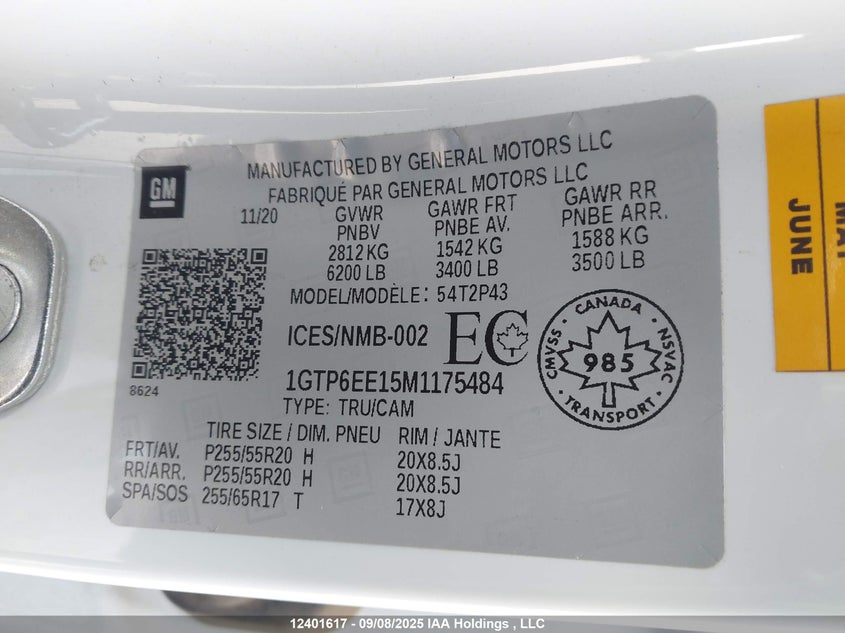 MANUFACTURED BY GENERAL MOTORS LLC
FABRIQUÉ PAR GENERAL MOTORS LLC
GM
11/20
GVWR GAWR FRT GAWR RR
PNBV PNBE AV. PNBE ARR.
2812 KG 1542 KG 1588 KG
6200 LB 3400 LB 3500 LB
MODEL/MODÈLE: 54T2P43
ICES/NMB-002 EC
CANADA
CMVSS · NSVAC
985
TRANSPORT
1GTP6EE15M1175484
8624
TYPE: TRU/CAM
TIRE SIZE / DIM. PNEU RIM / JANTE
FRT/AV. P255/55R20 H 20X8.5J
RR/ARR. P255/55R20 H 20X8.5J
SPA/SOS 255/65R17 T 17X8J
JUNE
12401617 - 09/08/2025 IAA Holdings , LLC